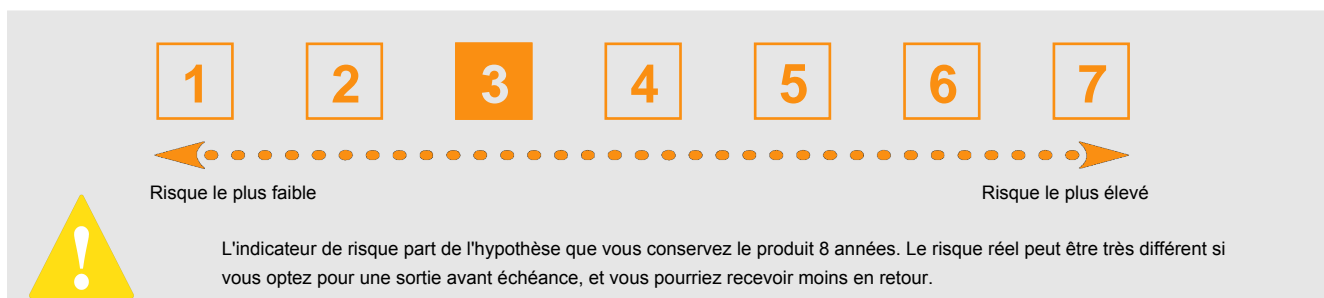 1 2 3 4 5 6 7
Risque le plus faible Risque le plus élevé
!
L'indicateur de risque part de l'hypothèse que vous conservez le produit 8 années. Le risque réel peut être très différent si
vous optez pour une sortie avant échéance, et vous pourriez recevoir moins en retour.